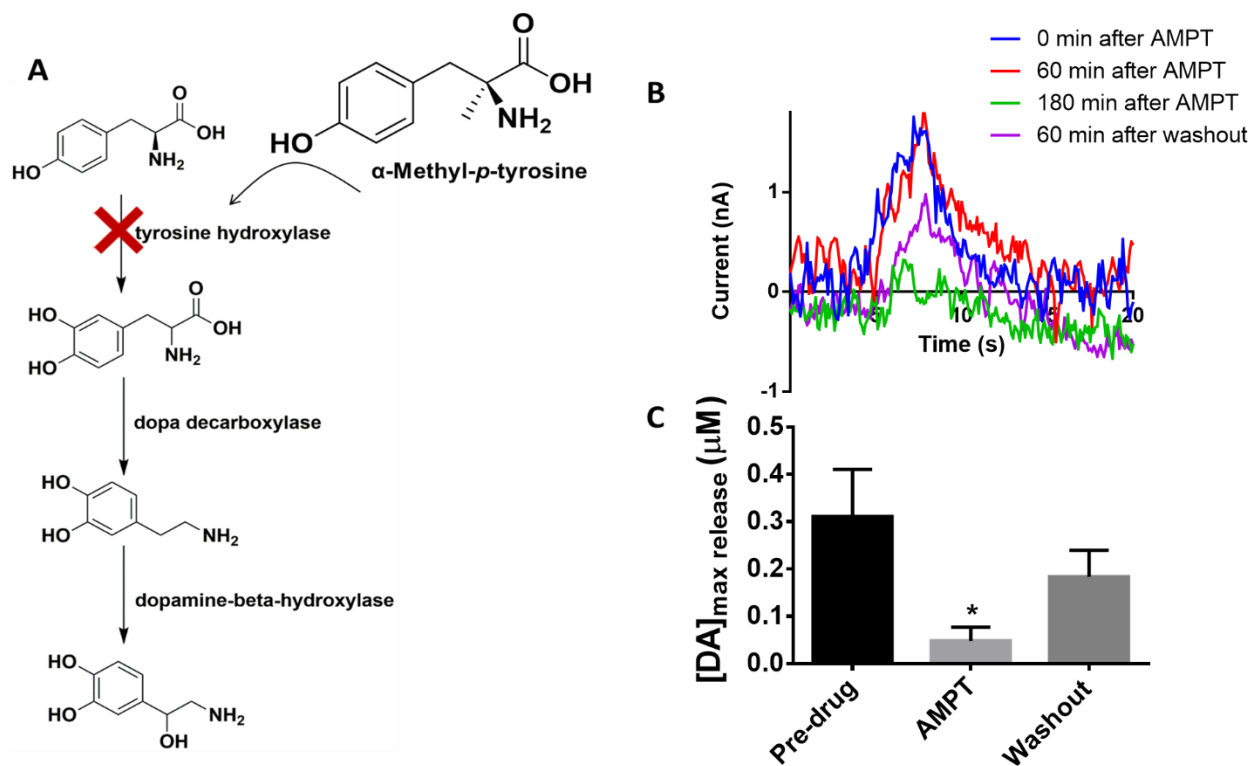 A
O
OH
NH₂
HO
O
OH
NH₂
HO
α-Methyl-p-tyrosine
tyrosine hydroxylase
O
HO
OH
NH₂
HO
dopa decarboxylase
HO
NH₂
HO
dopamine-beta-hydroxylase
HO
NH₂
HO
OH
B
0 min after AMPT
60 min after AMPT
180 min after AMPT
60 min after washout
Current (nA)
1
0
-1
5
10
15
20
Time (s)
C
[DA]max release (μM)
0.5
0.4
0.3
0.2
0.1
0.0
*
Pre-drug
AMPT
Washout